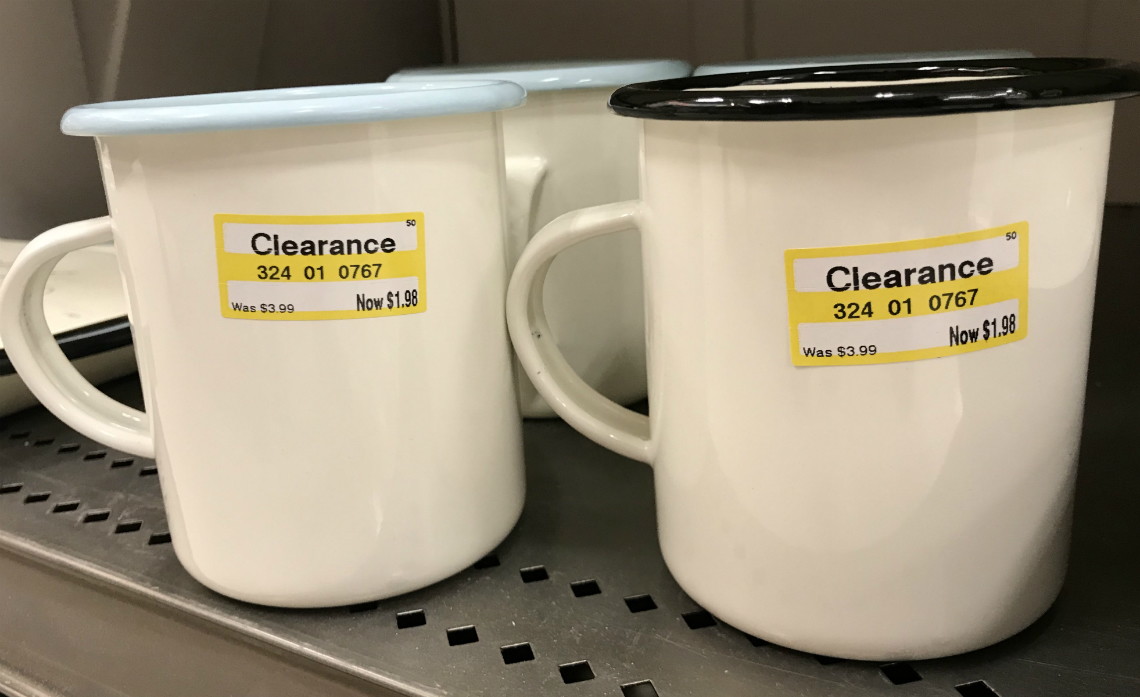 50
Clearance
324 01 0767
Was $3.99 Now $1.98
50
Clearance
324 01 0767
Was $3.99 Now $1.98